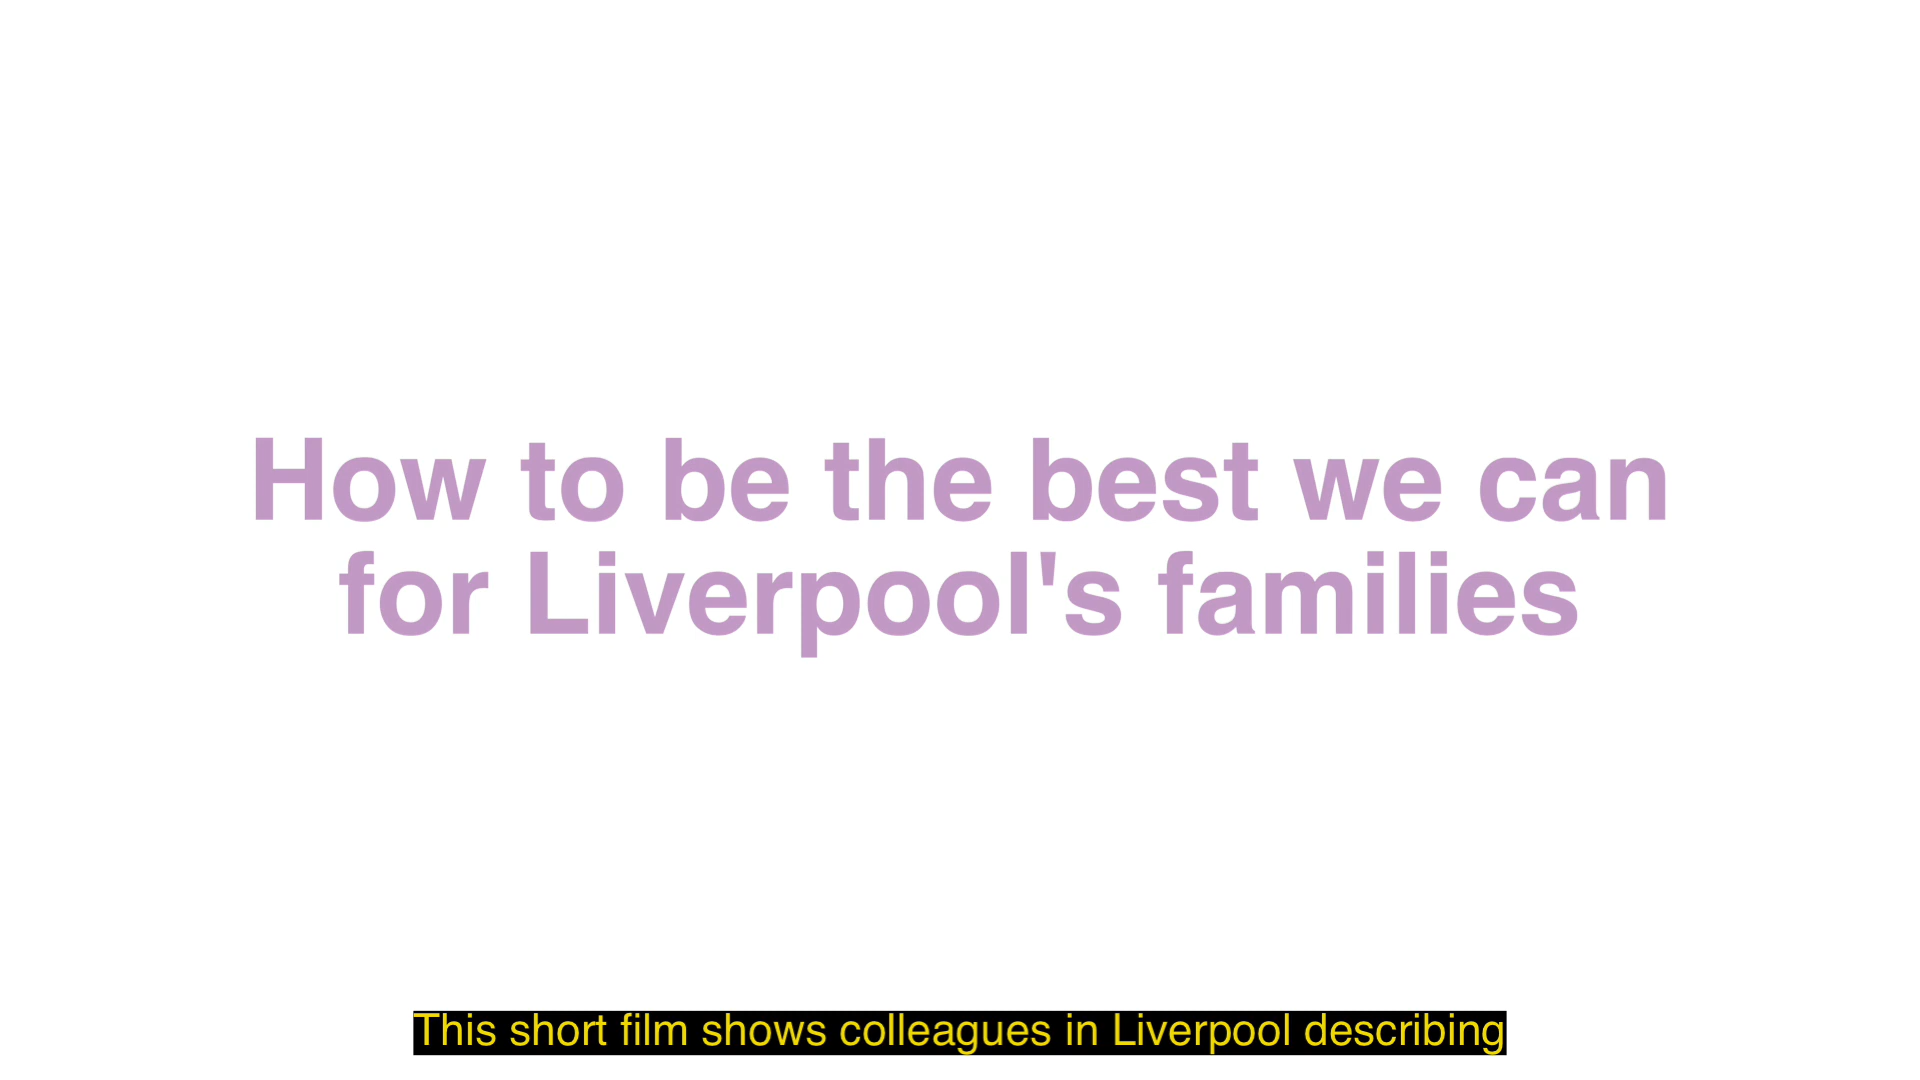 How to be the best we can
for Liverpool's families
This short film shows colleagues in Liverpool describing